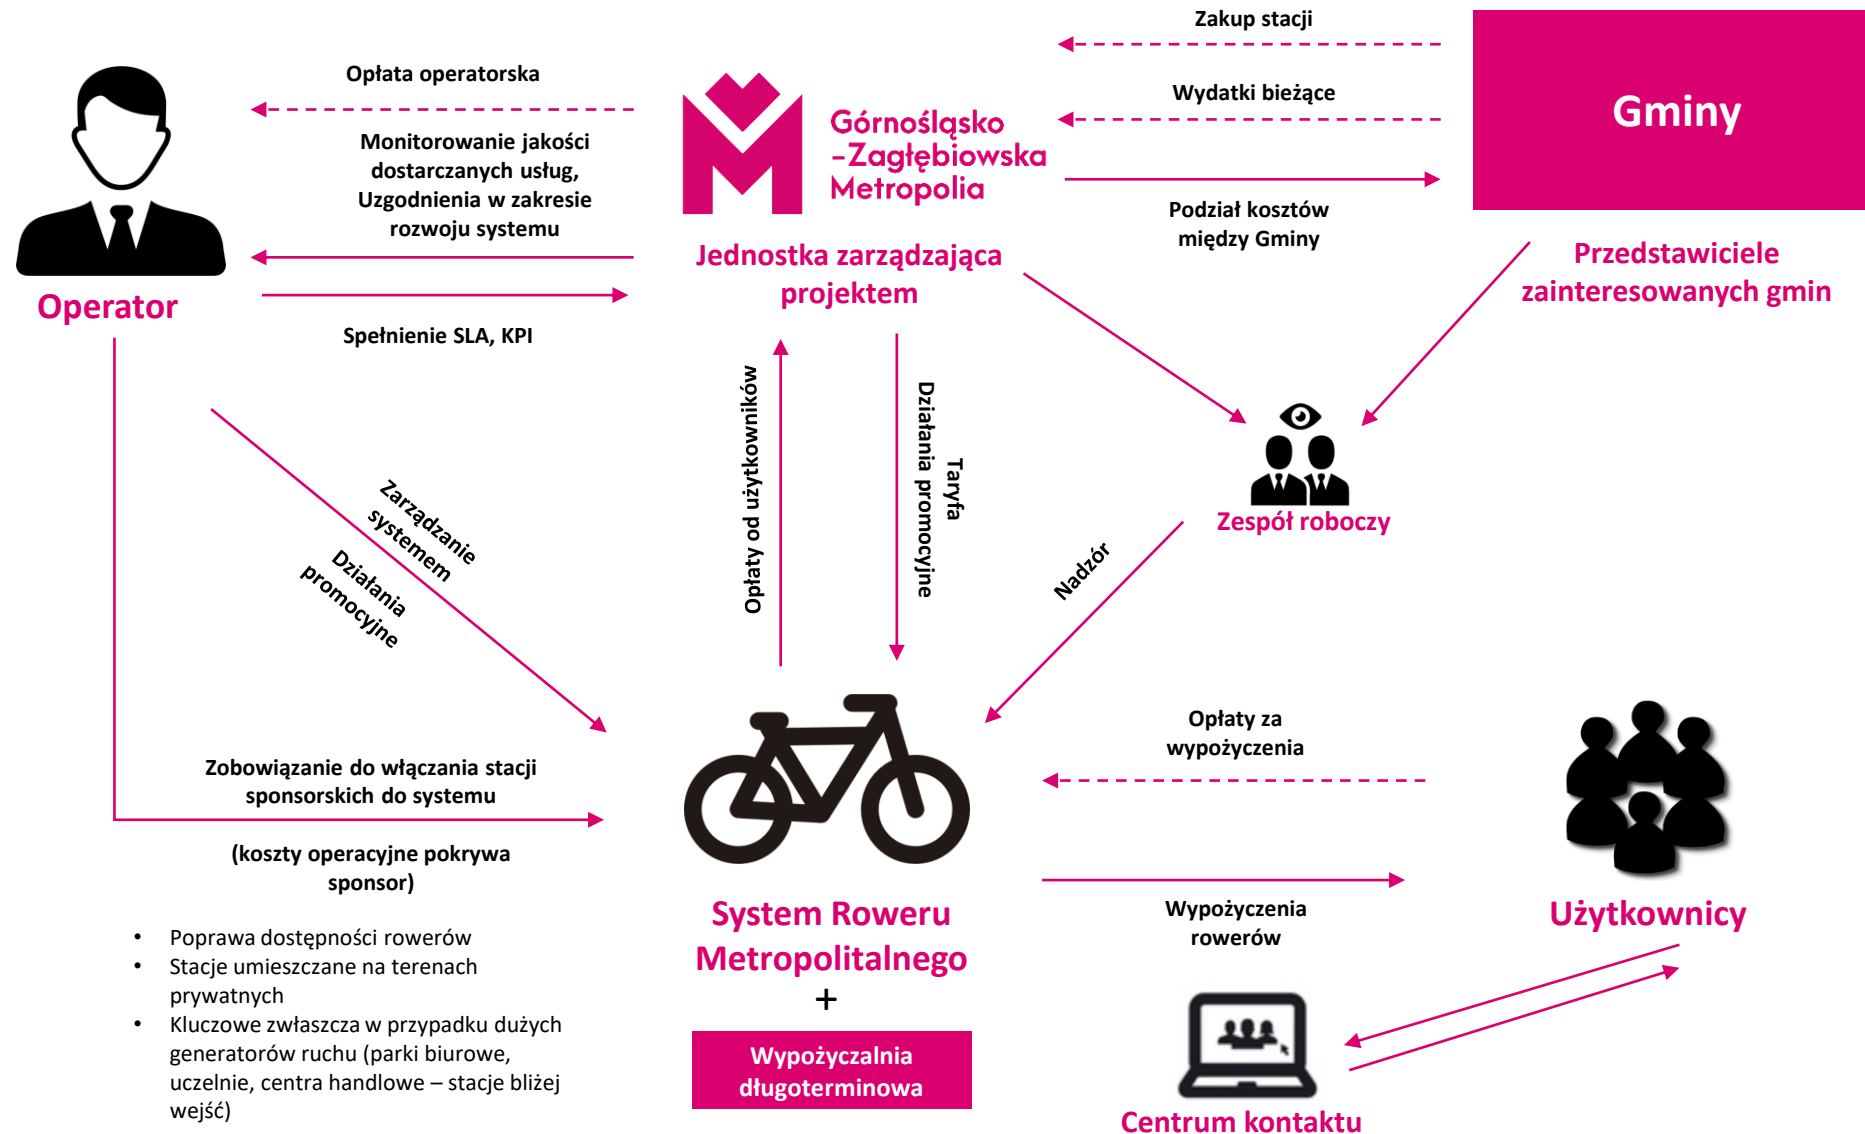 Zakup stacji
Opłata operatorska
Wydatki bieżące
Gminy
Górnośląsko
-Zagłębiowska
Metropolia
Monitorowanie jakości
dostarczanych usług,
Uzgodnienia w zakresie
rozwoju systemu
Podział kosztów
między Gminy
Jednostka zarządzająca
projektem
Przedstawiciele
zainteresowanych gmin
Operator
Spełnienie SLA, KPI
Opłaty od użytkowników
Taryfa
Działania promocyjne
Zespół roboczy
Zarządzanie
systemem
Działania
promocyjne
Nadzór
Opłaty za
wypożyczenia
Zobowiązanie do włączania stacji
sponsorskich do systemu
(koszty operacyjne pokrywa
sponsor)
System Roweru
Metropolitalnego
+
Wypożyczalnia
długoterminowa
Wypożyczenia
rowerów
Użytkownicy
• Poprawa dostępności rowerów
• Stacje umieszczane na terenach
prywatnych
• Kluczowe zwłaszcza w przypadku dużych
generatorów ruchu (parki biurowe,
uczelnie, centra handlowe – stacje bliżej
wejść)
Centrum kontaktu